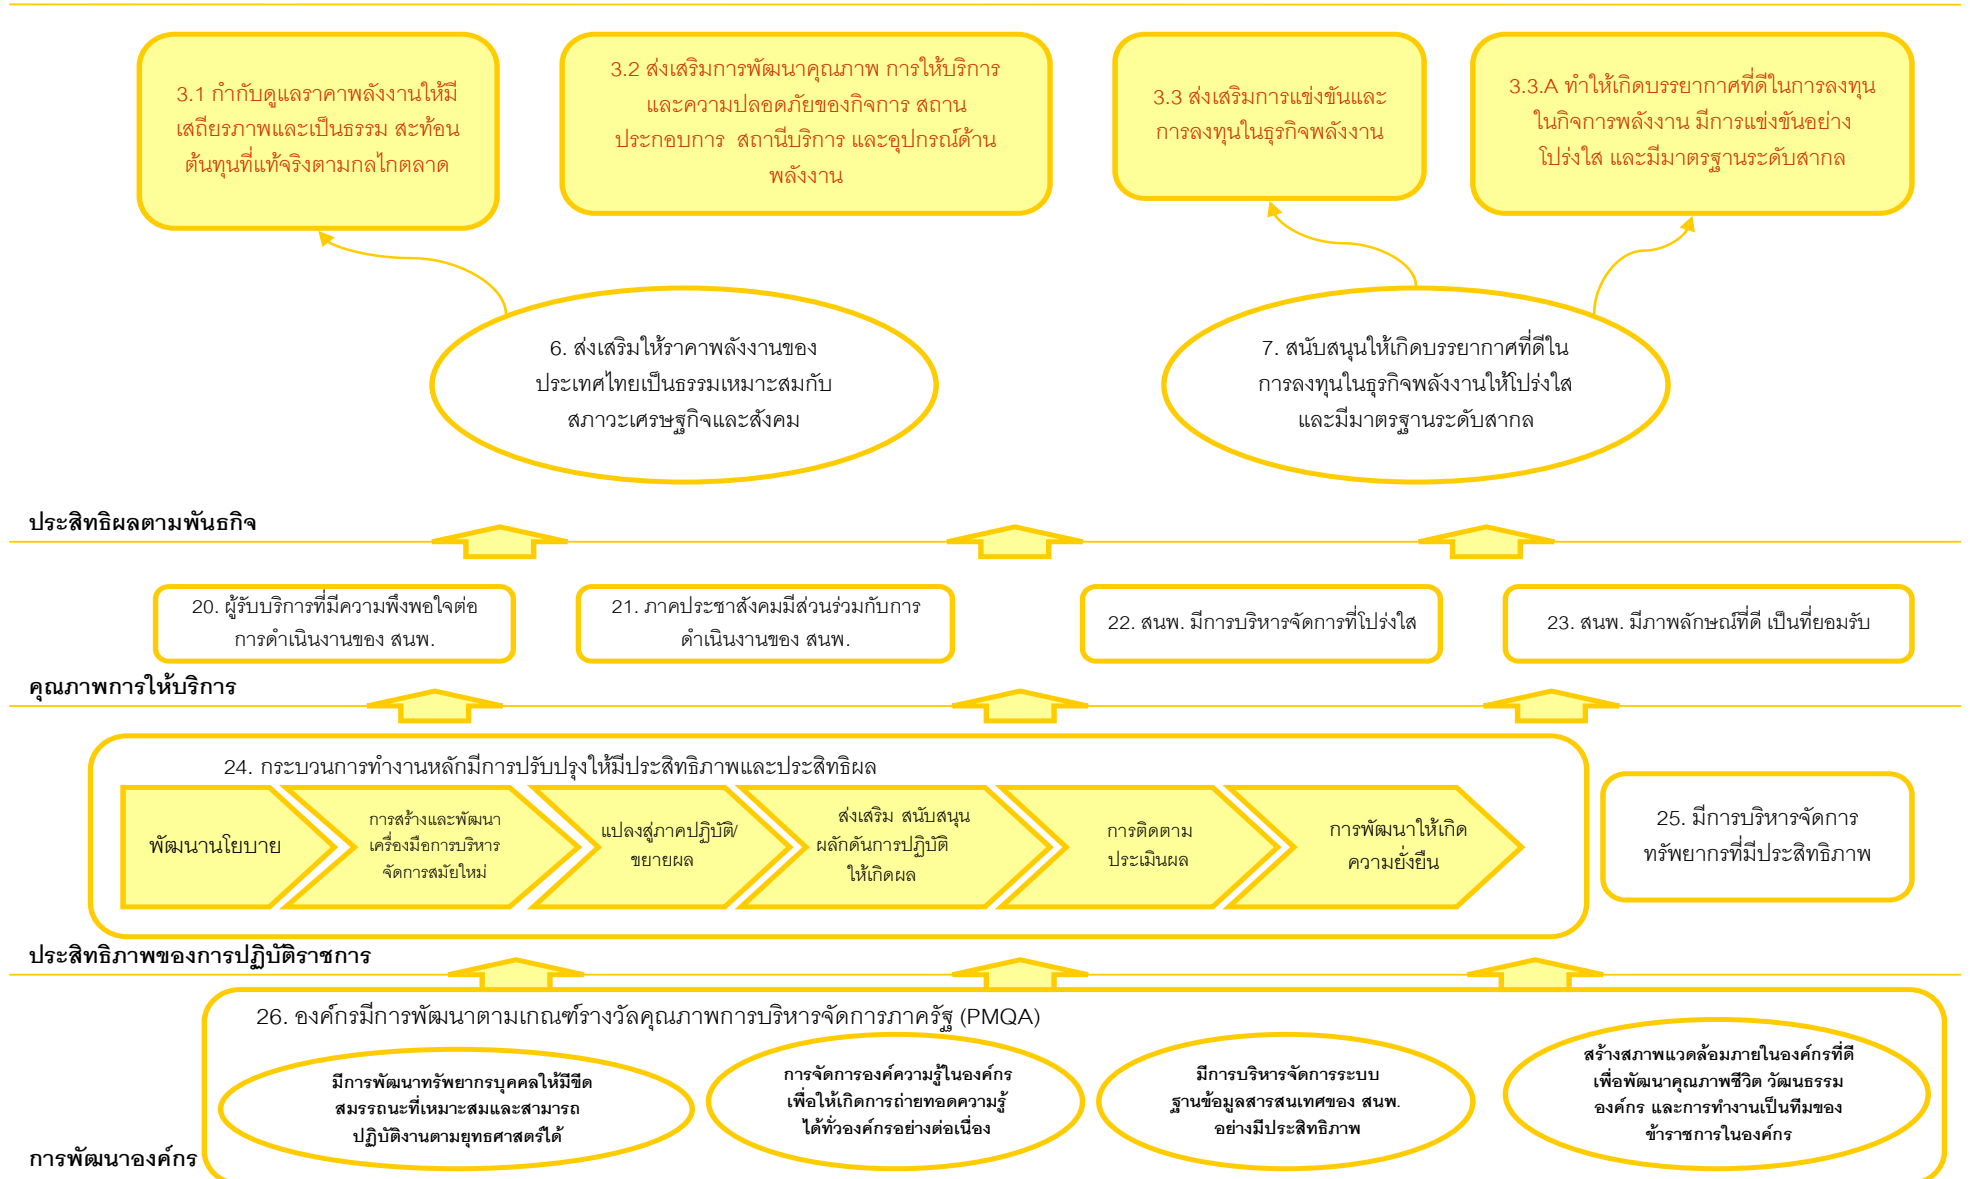 3.1 กำกับดูแลราคาพลังงานให้มี
เสถียรภาพและเป็นธรรม สะท้อน
ต้นทุนที่แท้จริงตามกลไกตลาด
3.2 ส่งเสริมการพัฒนาคุณภาพ การให้บริการ
และความปลอดภัยของกิจการ สถาน
ประกอบการ สถานีบริการ และอุปกรณ์ด้าน
พลังงาน
3.3 ส่งเสริมการแข่งขันและ
การลงทุนในธุรกิจพลังงาน
3.3.A ทำให้เกิดบรรยากาศที่ดีในการลงทุน
ในกิจการพลังงาน มีการแข่งขันอย่าง
โปร่งใส และมีมาตรฐานระดับสากล
6. ส่งเสริมให้ราคาพลังงานของ
ประเทศไทยเป็นธรรมเหมาะสมกับ
สภาวะเศรษฐกิจและสังคม
7. สนับสนุนให้เกิดบรรยากาศที่ดีใน
การลงทุนในธุรกิจพลังงานให้โปร่งใส
และมีมาตรฐานระดับสากล
ประสิทธิผลตามพันธกิจ
20. ผู้รับบริการที่มีความพึงพอใจต่อ
การดำเนินงานของ สนพ.
21. ภาคประชาสังคมมีส่วนร่วมกับการ
ดำเนินงานของ สนพ.
22. สนพ. มีการบริหารจัดการที่โปร่งใส
23. สนพ. มีภาพลักษณ์ที่ดี เป็นที่ยอมรับ
คุณภาพการให้บริการ
24. กระบวนการทำงานหลักมีการปรับปรุงให้มีประสิทธิภาพและประสิทธิผล
พัฒนานโยบาย
การสร้างและพัฒนา
เครื่องมือการบริหาร
จัดการสมัยใหม่
แปลงสู่ภาคปฏิบัติ/
ขยายผล
ส่งเสริม สนับสนุน
ผลักดันการปฏิบัติ
ให้เกิดผล
การติดตาม
ประเมินผล
การพัฒนาให้เกิด
ความยั่งยืน
25. มีการบริหารจัดการ
ทรัพยากรที่มีประสิทธิภาพ
ประสิทธิภาพของการปฏิบัติราชการ
26. องค์กรมีการพัฒนาตามเกณฑ์รางวัลคุณภาพการบริหารจัดการภาครัฐ (PMQA)
มีการพัฒนาทรัพยากรบุคคลให้มีขีด
สมรรถนะที่เหมาะสมและสามารถ
ปฏิบัติงานตามยุทธศาสตร์ได้
การจัดการองค์ความรู้ในองค์กร
เพื่อให้เกิดการถ่ายทอดความรู้
ได้ทั่วองค์กรอย่างต่อเนื่อง
มีการบริหารจัดการระบบ
ฐานข้อมูลสารสนเทศของ สนพ.
อย่างมีประสิทธิภาพ
สร้างสภาพแวดล้อมภายในองค์กรที่ดี
เพื่อพัฒนาคุณภาพชีวิต วัฒนธรรม
องค์กร และการทำงานเป็นทีมของ
ข้าราชการในองค์กร
การพัฒนาองค์กร